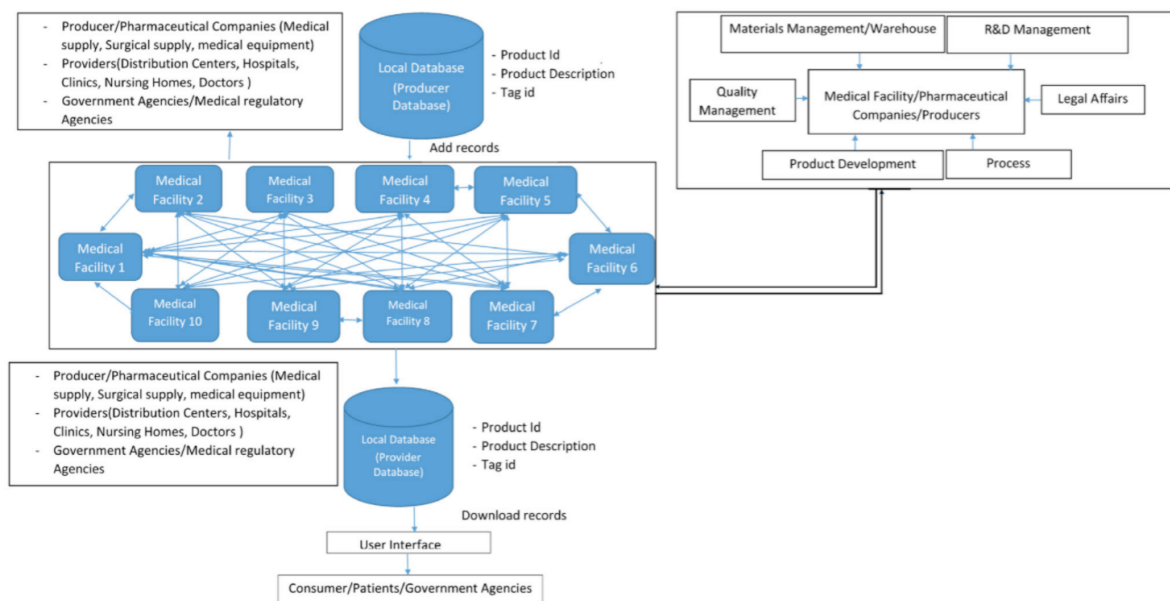 - Producer/Pharmaceutical Companies (Medical
supply, Surgical supply, medical equipment)
- Providers(Distribution Centers, Hospitals,
Clinics, Nursing Homes, Doctors )
- Government Agencies/Medical regulatory
Agencies
Local Database
(Producer
Database)
- Product Id
- Product Description
- Tag id
Add records
Materials Management/Warehouse
R&D Management
Quality
Management
Medical Facility/Pharmaceutical
Companies/Producers
Legal Affairs
Product Development
Process
Medical
Facility 2
Medical
Facility 3
Medical
Facility 4
Medical
Facility 5
Medical
Facility 1
Medical
Facility 6
Medical
Facility 10
Medical
Facility 9
Medical
Facility 8
Medical
Facility 7
- Producer/Pharmaceutical Companies (Medical
supply, Surgical supply, medical equipment)
- Providers(Distribution Centers, Hospitals,
Clinics, Nursing Homes, Doctors )
- Government Agencies/Medical regulatory
Agencies
Local Database
(Provider
Database)
- Product Id
- Product Description
- Tag id
Download records
User Interface
Consumer/Patients/Government Agencies